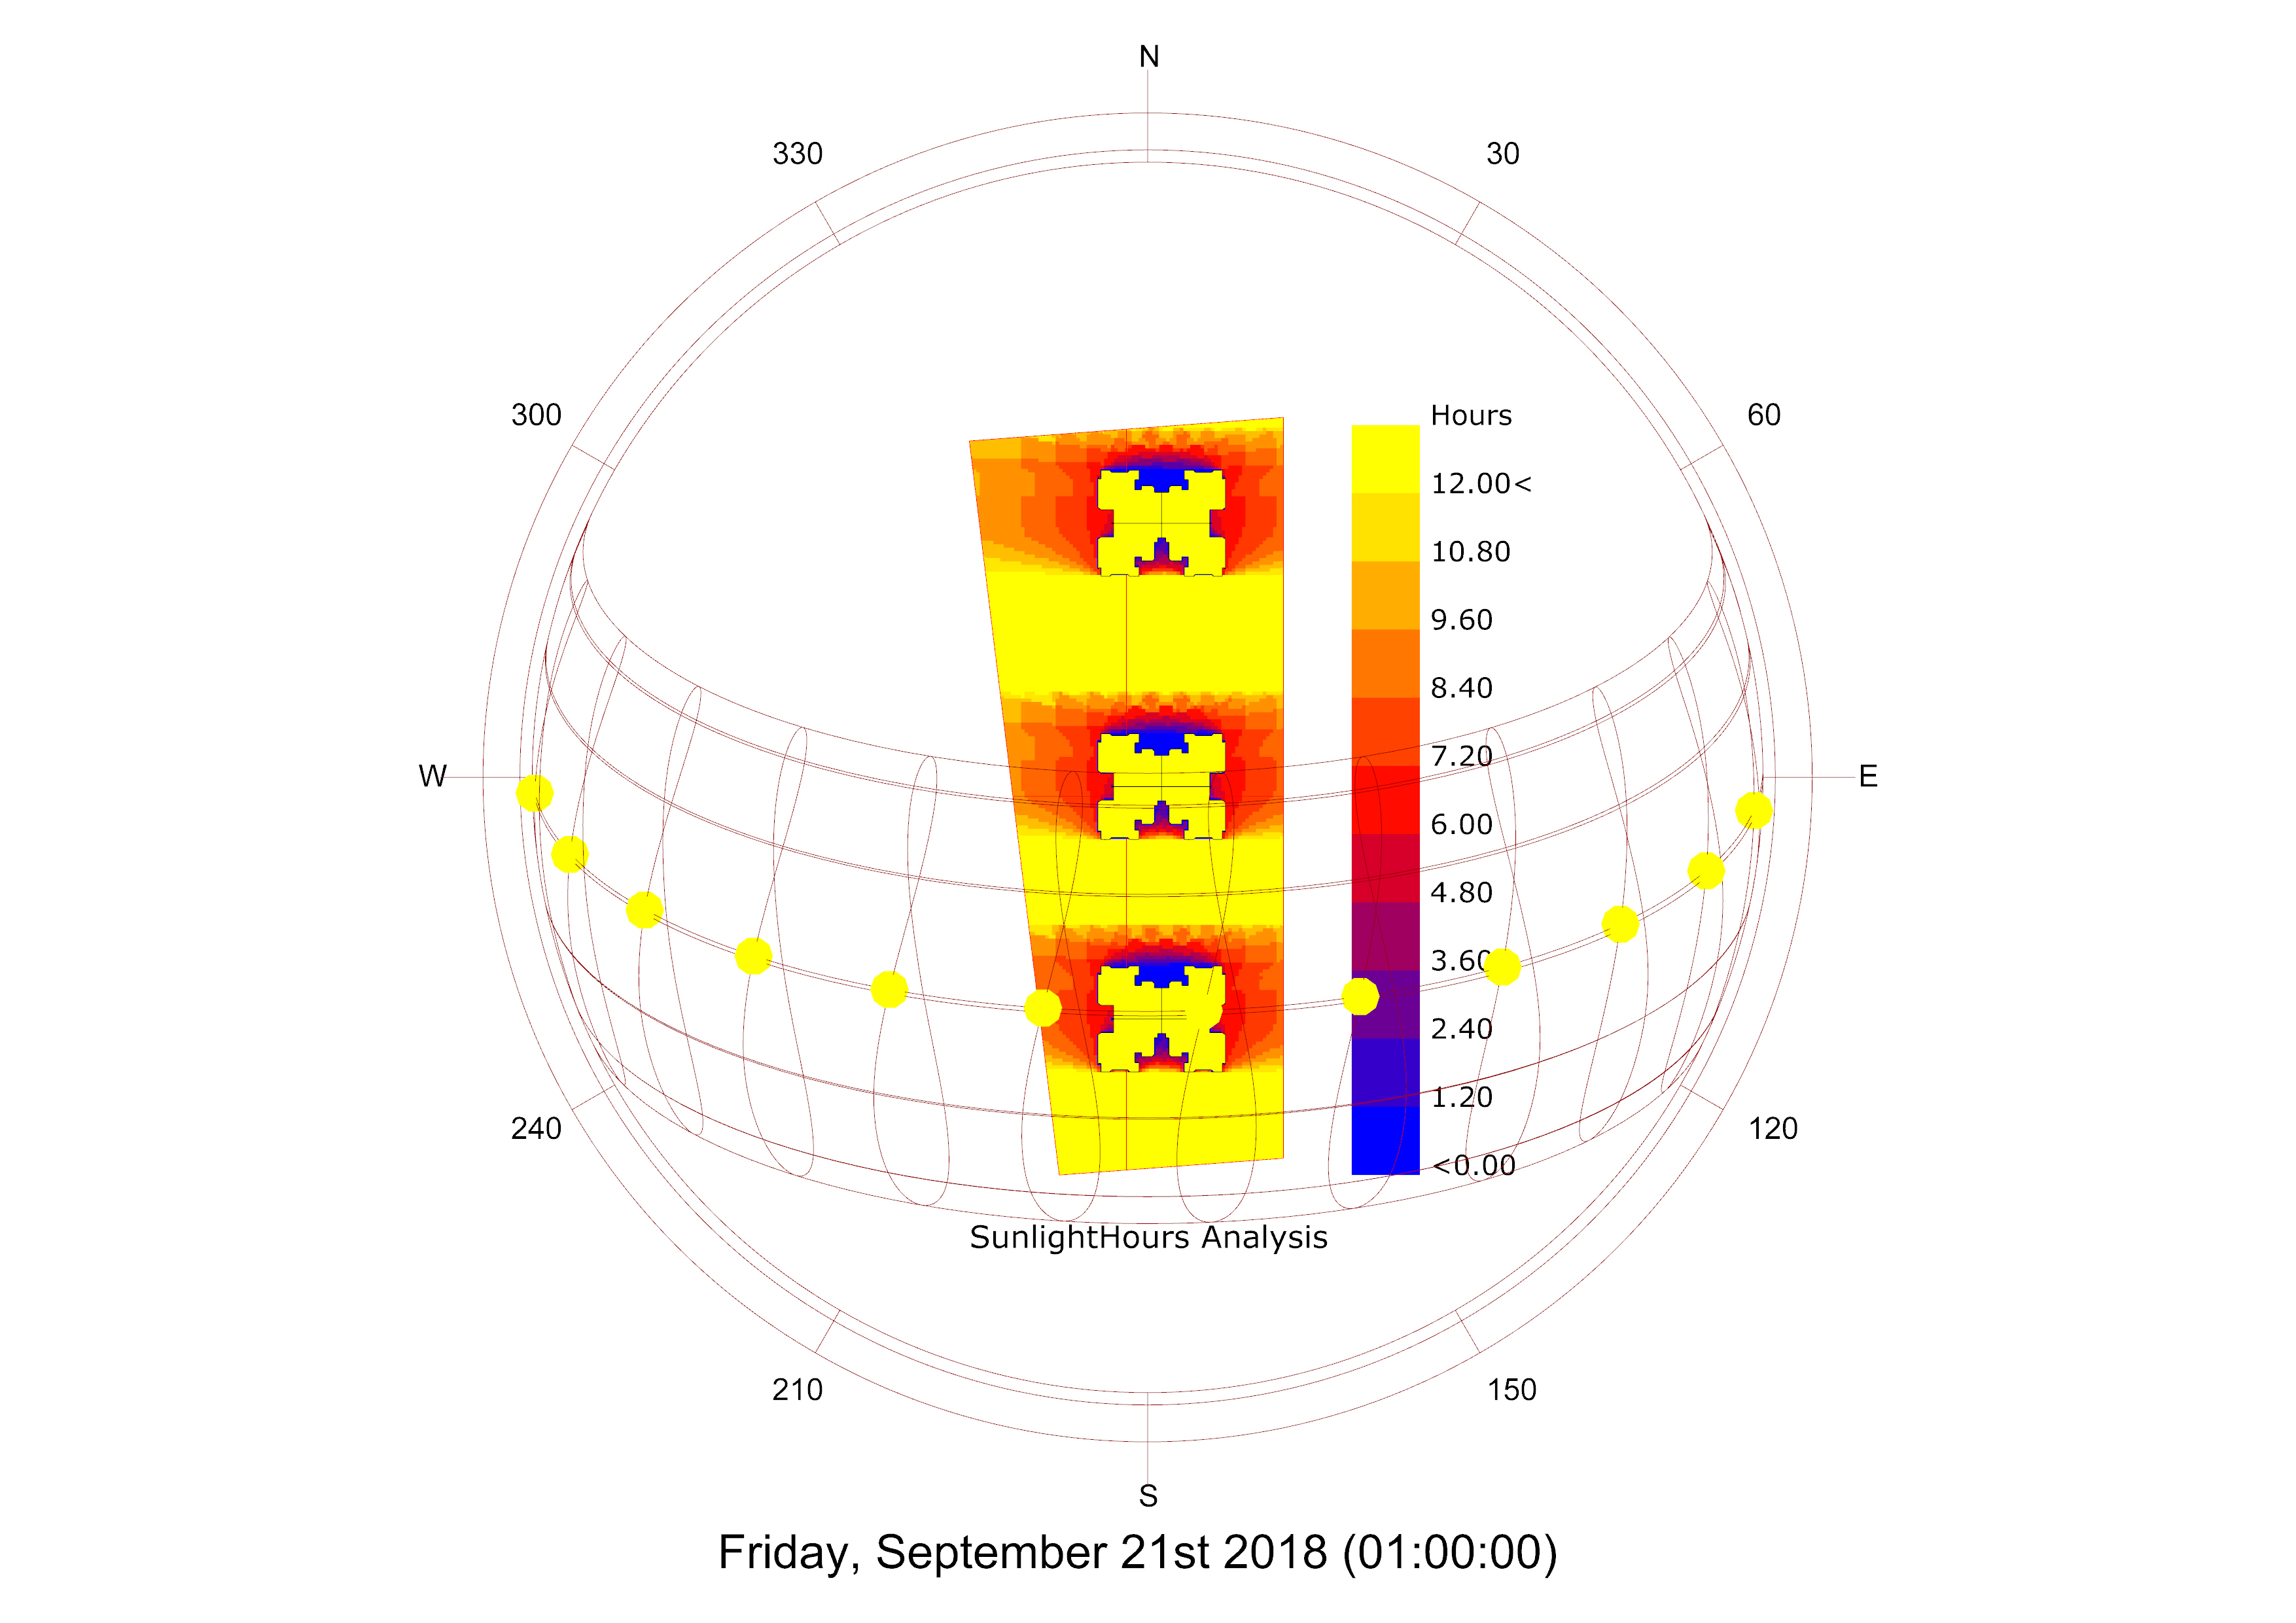 N
330
30
300
60
Hours
12.00<
10.80
9.60
8.40
7.20
6.00
4.80
3.60
2.40
1.20
<0.00
W
E
240
120
SunlightHours Analysis
210
150
S
Friday, September 21st 2018 (01:00:00)